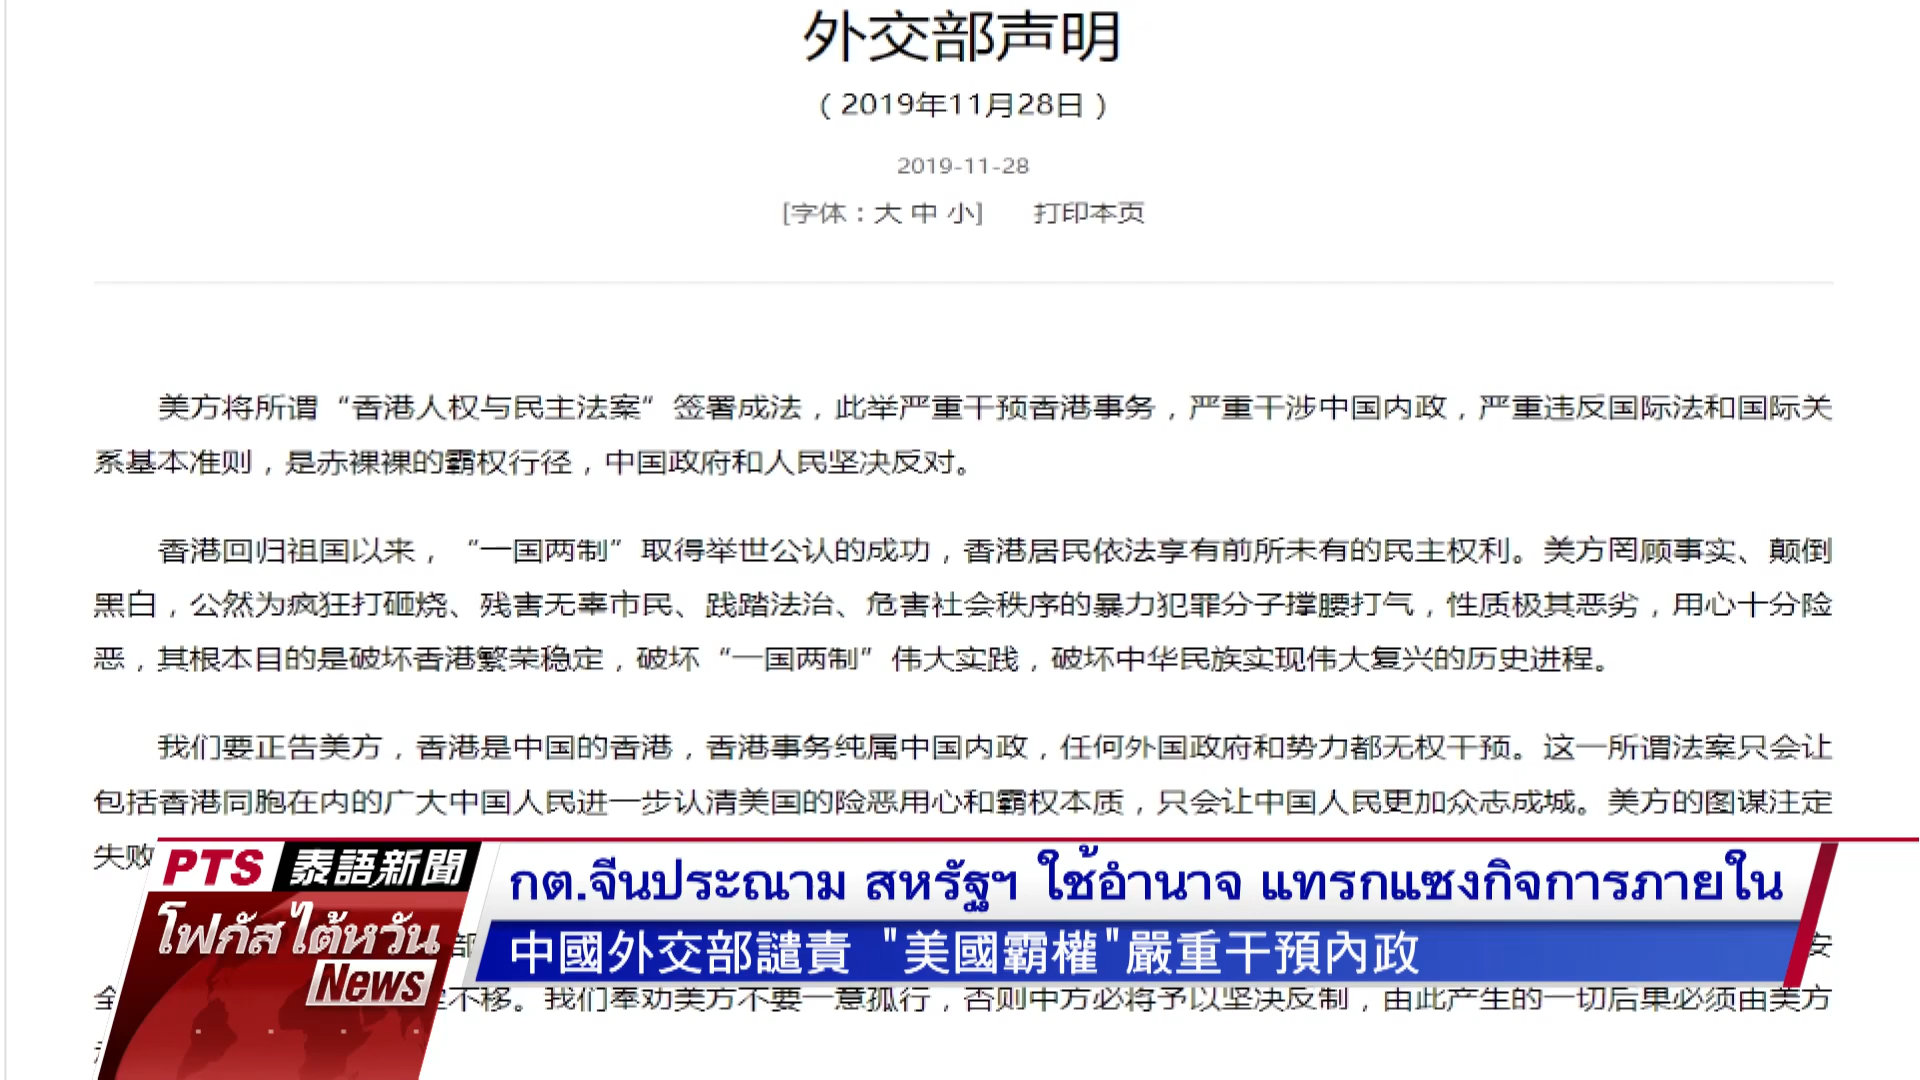 外交部声明
（2019年11月28日）
2019-11-28
[字体：大 中 小] 打印本页
美方将所谓“香港人权与民主法案”签署成法，此举严重干预香港事务，严重干涉中国内政，严重违反国际法和国际关
系基本准则，是赤裸裸的霸权行径，中国政府和人民坚决反对。
香港回归祖国以来，“一国两制”取得举世公认的成功，香港居民依法享有前所未有的民主权利。美方罔顾事实、颠倒
黑白，公然为疯狂打砸烧、残害无辜市民、践踏法治、危害社会秩序的暴力犯罪分子撑腰打气，性质极其恶劣，用心十分险
恶，其根本目的是破坏香港繁荣稳定，破坏“一国两制”伟大实践，破坏中华民族实现伟大复兴的历史进程。
我们要正告美方，香港是中国的香港，香港事务纯属中国内政，任何外国政府和势力都无权干预。这一所谓法案只会让
包括香港同胞在内的广大中国人民进一步认清美国的险恶用心和霸权本质，只会让中国人民更加众志成城。美方的图谋注定
失败
PTS 泰語新聞
โฟกัสไต้หวัน
News
กต.จีนประณาม สหรัฐฯ ใช้อำนาจ แทรกแซงกิจการภายใน
中國外交部譴責 "美國霸權"嚴重干預內政
部 安
全 不移。我们奉劝美方不要一意孤行，否则中方必将予以坚决反制，由此产生的一切后果必须由美方